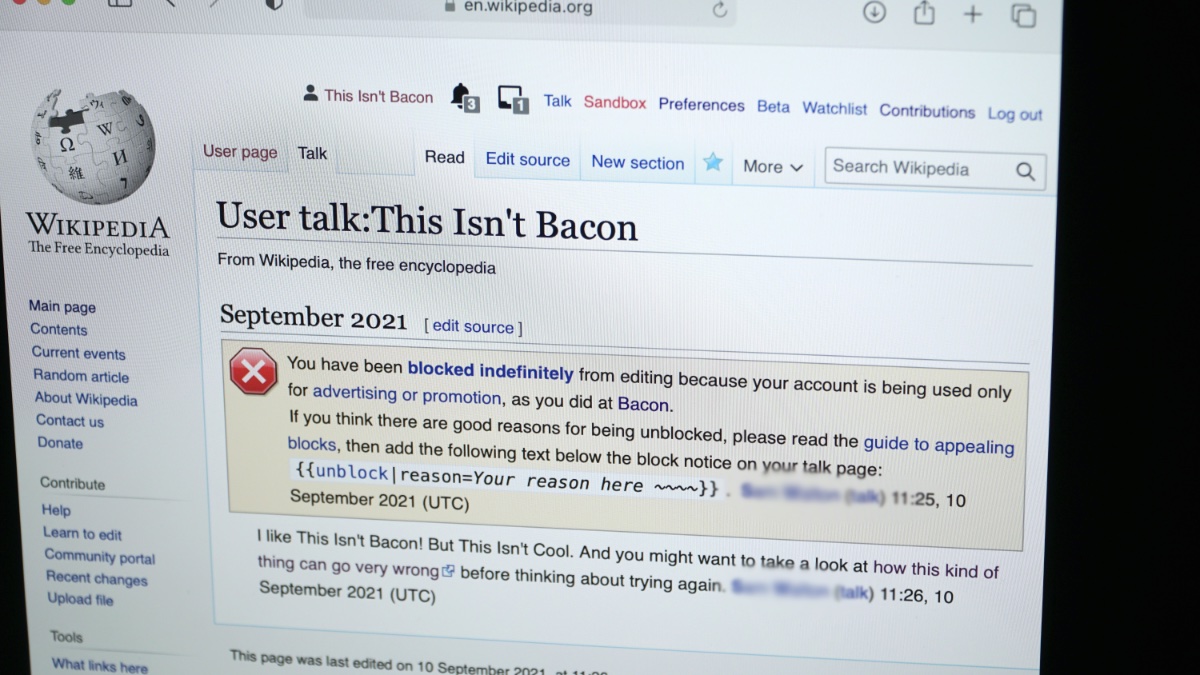 en.wikipedia.org
This Isn't Bacon 3 1 Talk Sandbox Preferences Beta Watchlist Contributions Log out
User page Talk Read Edit source New section More Search Wikipedia
WIKIPEDIA
The Free Encyclopedia
User talk:This Isn't Bacon
From Wikipedia, the free encyclopedia
Main page
Contents
Current events
Random article
About Wikipedia
Contact us
Donate
Contribute
Help
Learn to edit
Community portal
Recent changes
Upload file
Tools
What links here
September 2021 [ edit source ]
You have been blocked indefinitely from editing because your account is being used only
for advertising or promotion, as you did at Bacon.
If you think there are good reasons for being unblocked, please read the guide to appealing
blocks, then add the following text below the block notice on your talk page:
{{unblock|reason=Your reason here ~~~~}}. (talk) 11:25, 10
September 2021 (UTC)
I like This Isn't Bacon! But This Isn't Cool. And you might want to take a look at how this kind of
thing can go very wrong before thinking about trying again. (talk) 11:26, 10
September 2021 (UTC)
This page was last edited on 10 September 2021, at